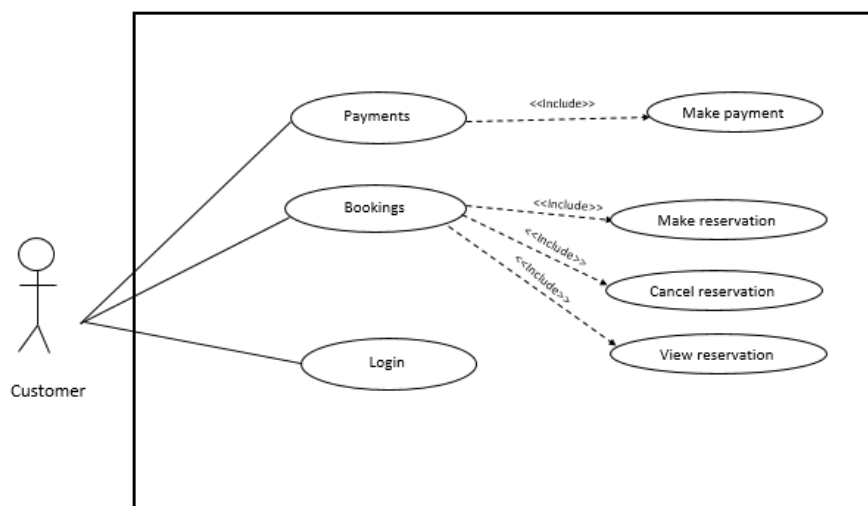 Payments
<<Include>>
Make payment
Bookings
<<Include>>
Make reservation
<<Include>>
Cancel reservation
<<Include>>
View reservation
Login
Customer